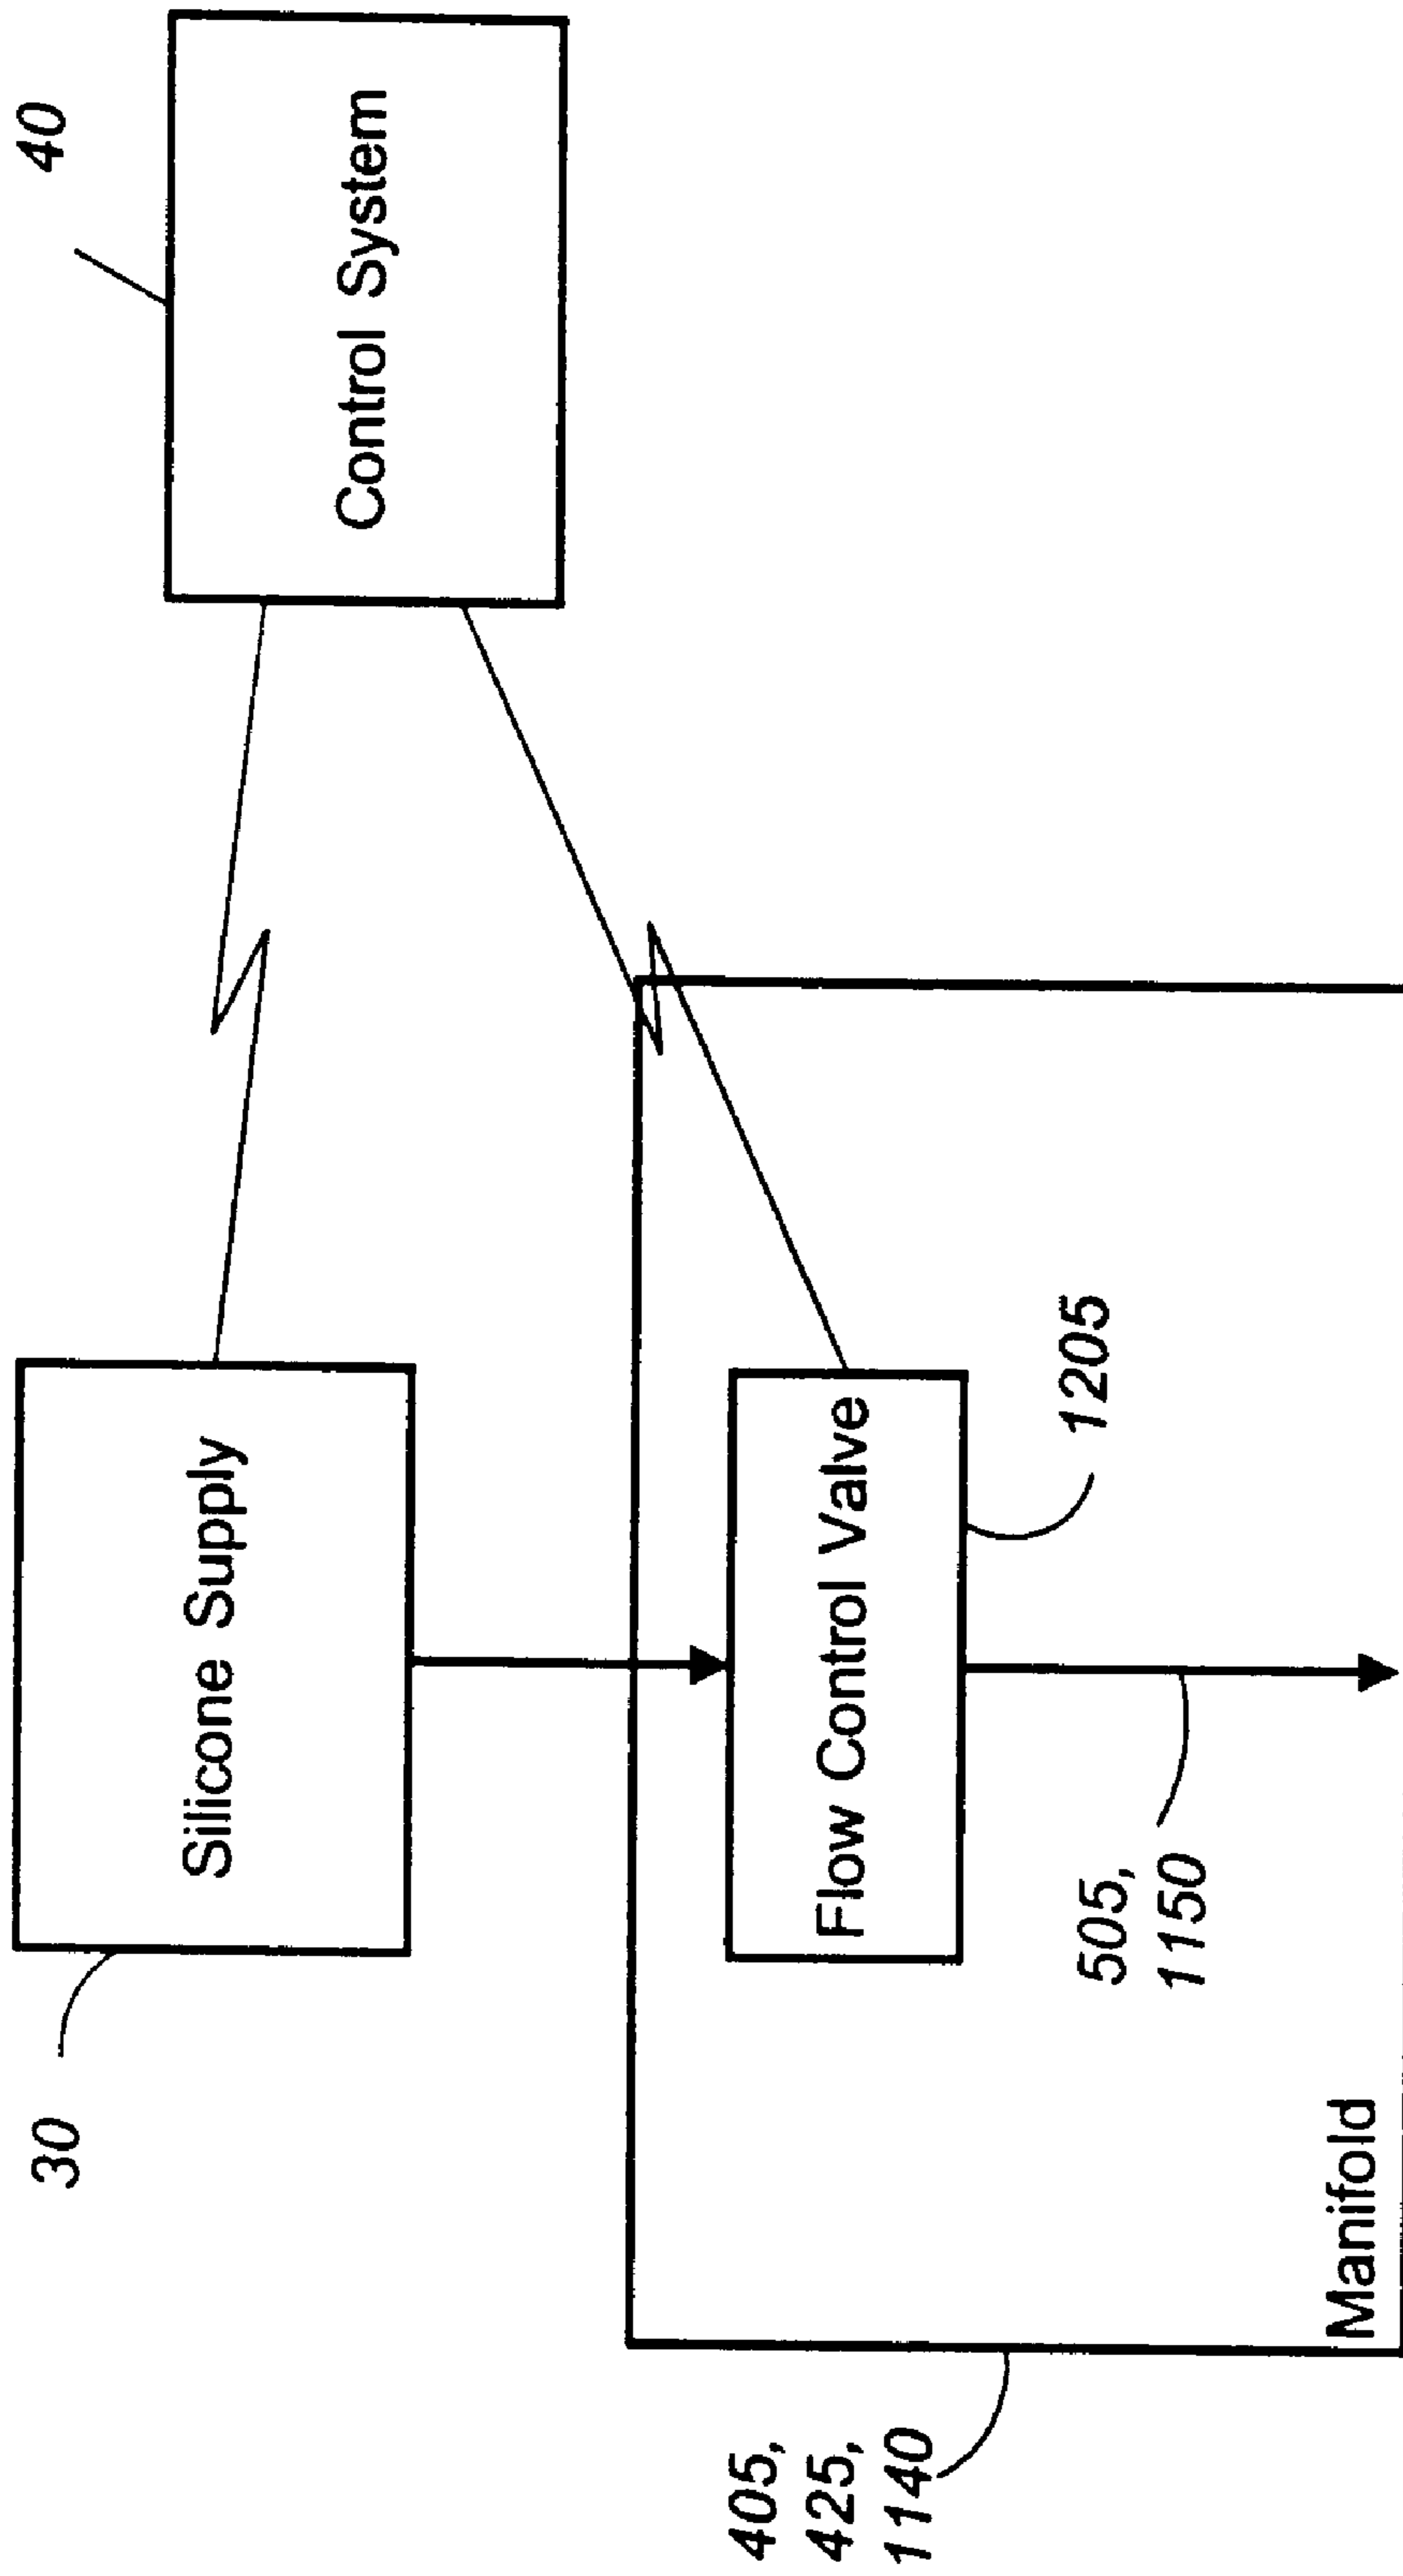 40
Control System
30
Silicone Supply
Flow Control Valve
1205
505,
1150
405,
425,
1140
Manifold